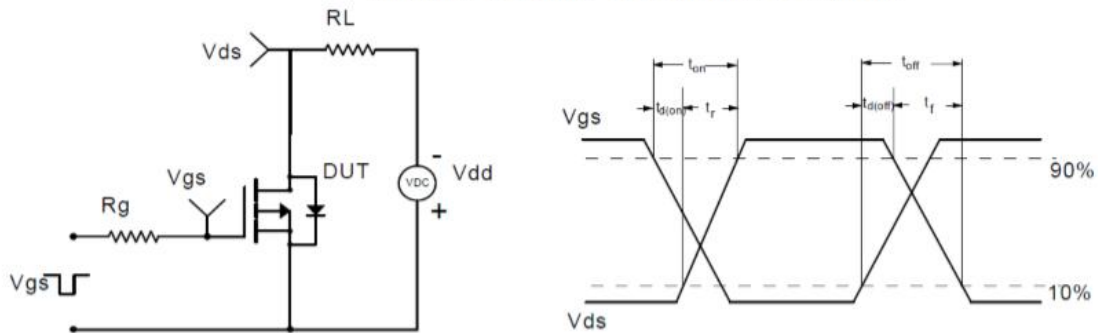 RL
Vds
Vgs
DUT
VDC
-
+
Vdd
Rg
Vgs
ton
toff
td(on)
tr
td(off)
tf
Vgs
90%
10%
Vds